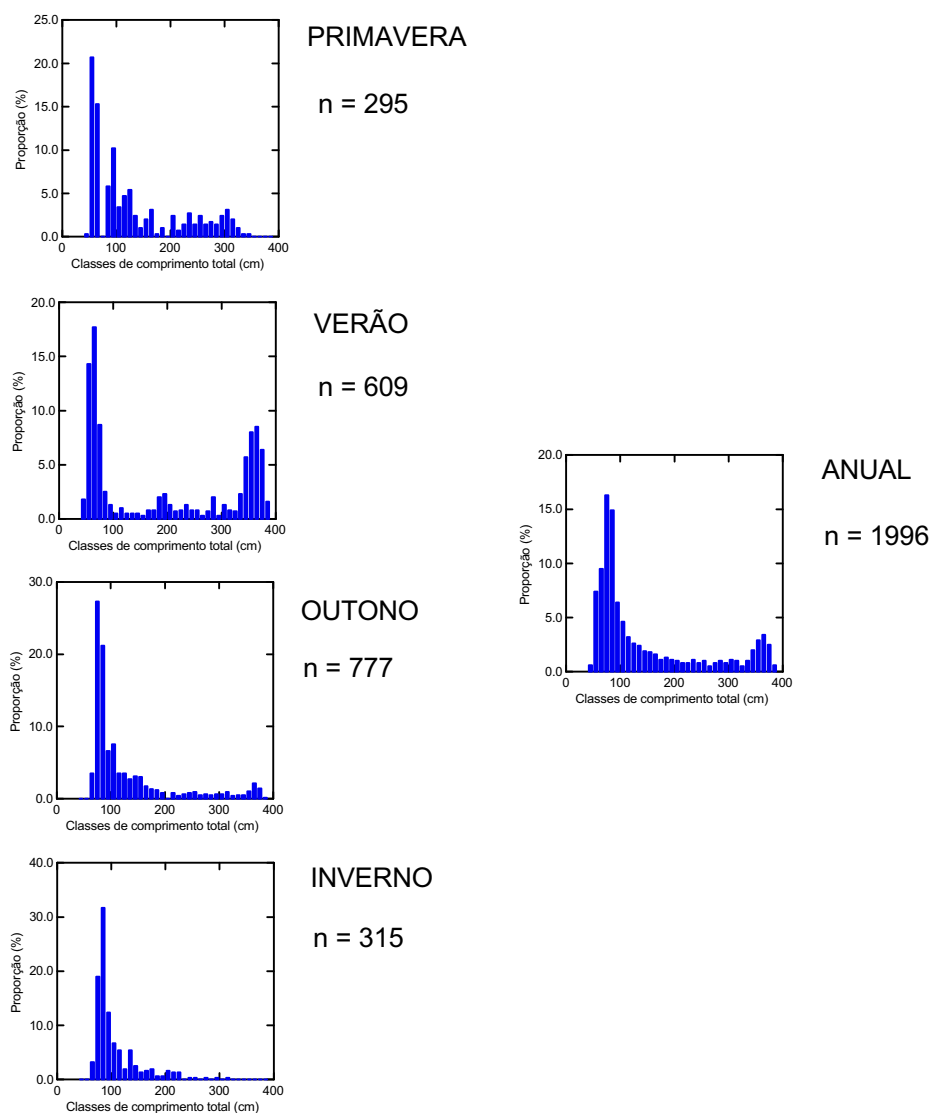 PRIMAVERA
n = 295
25.0
20.0
15.0
10.0
5.0
0.0
Proporção (%)
0 100 200 300 400
Classes de comprimento total (cm)
VERÃO
n = 609
20.0
15.0
10.0
5.0
0.0
Proporção (%)
0 100 200 300 400
Classes de comprimento total (cm)
OUTONO
n = 777
30.0
20.0
10.0
0.0
Proporção (%)
0 100 200 300 400
Classes de comprimento total (cm)
INVERNO
n = 315
40.0
30.0
20.0
10.0
0.0
Proporção (%)
0 100 200 300 400
Classes de comprimento total (cm)
ANUAL
n = 1996
20.0
15.0
10.0
5.0
0.0
Proporção (%)
0 100 200 300 400
Classes de comprimento total (cm)